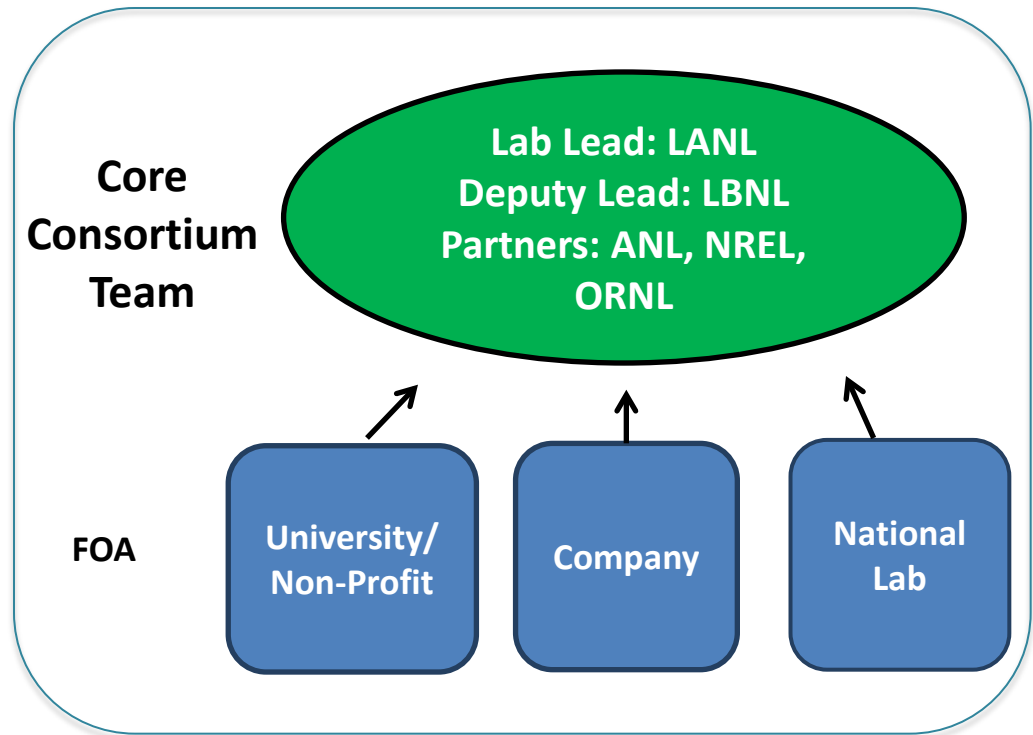 Core
Consortium
Team
Lab Lead: LANL
Deputy Lead: LBNL
Partners: ANL, NREL,
ORNL
FOA
University/
Non-Profit
Company
National
Lab